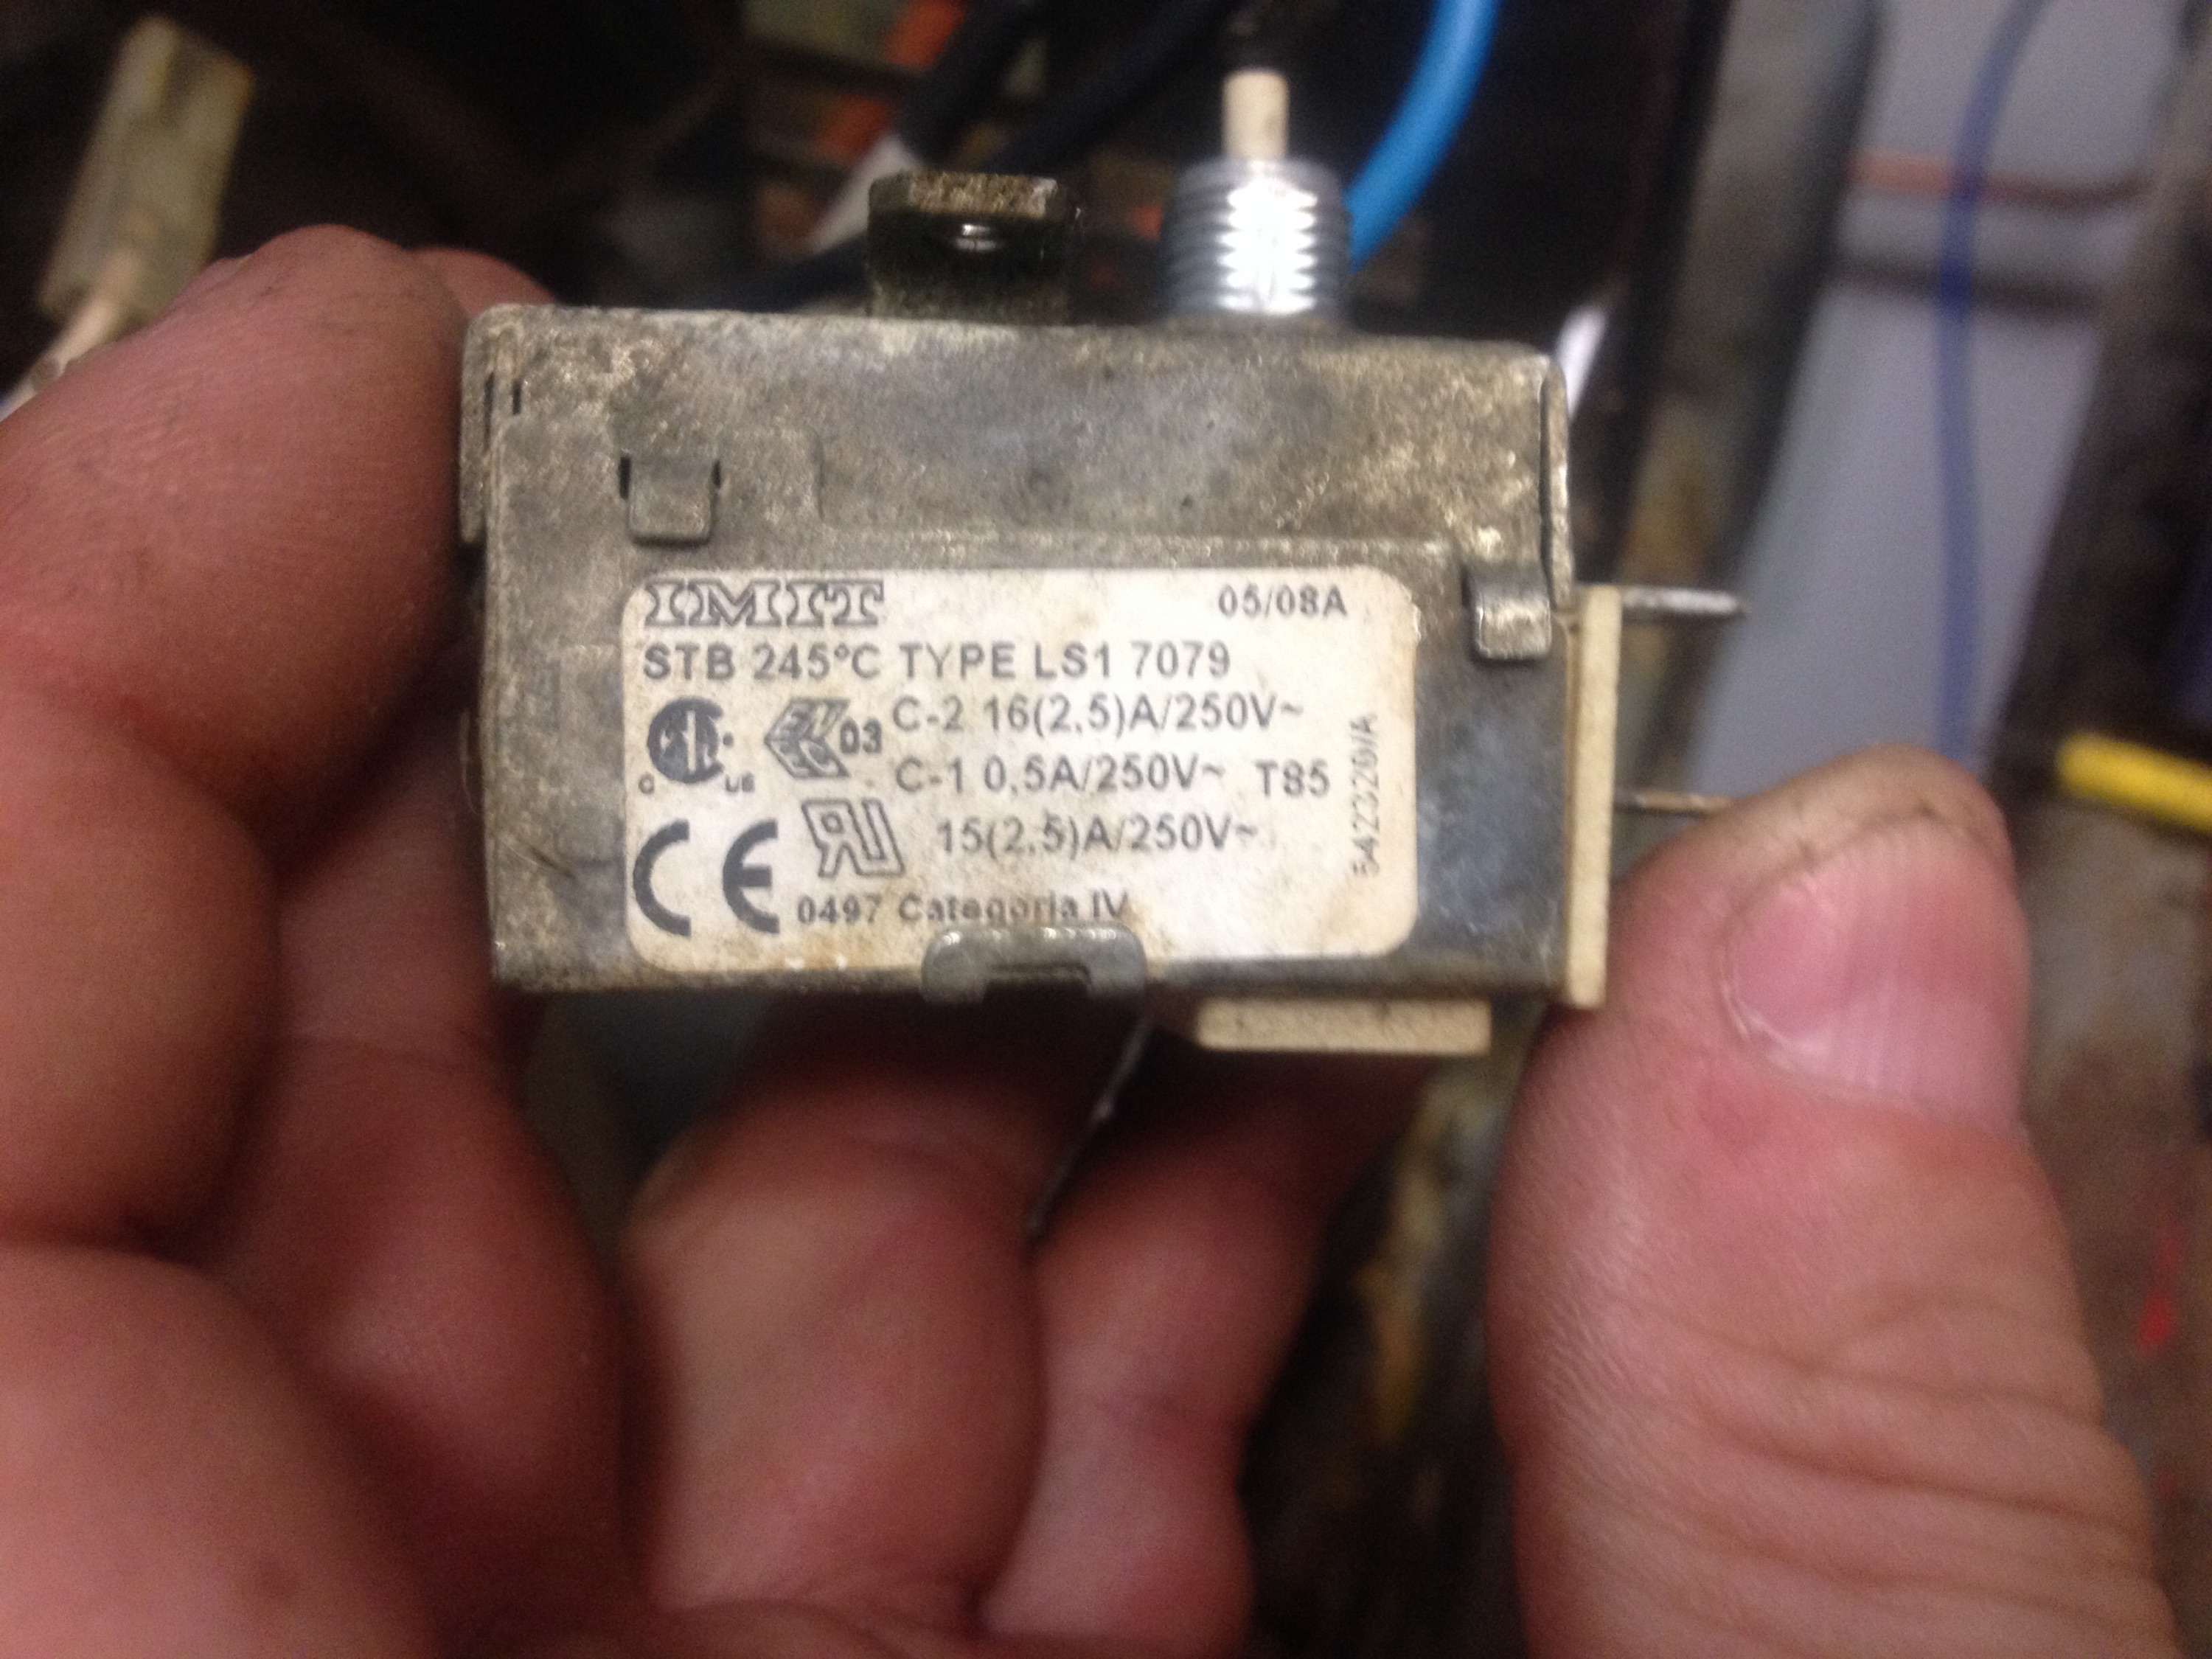 IMIT 05/08A
STB 245°C TYPE LS1 7079
C US 03 C-2 16(2.5)A/250V~
C-1 0,5A/250V~ T85
CE 15(2.5)A/250V~
0497 Categoria IV